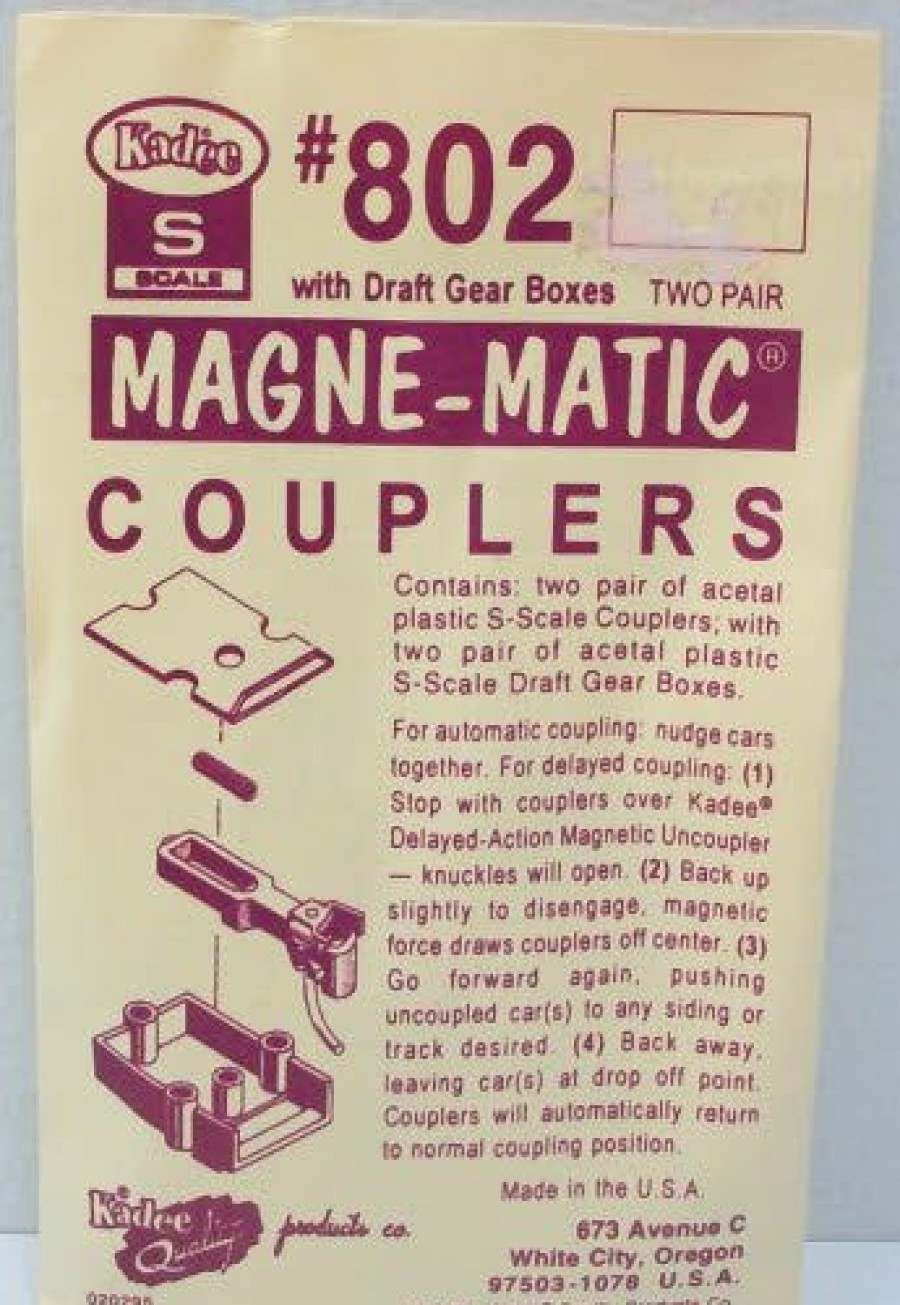 Kadee
#802
S
SCALE
with Draft Gear Boxes TWO PAIR
MAGNE-MATIC®
COUPLERS
Contains: two pair of acetal
plastic S-Scale Couplers; with
two pair of acetal plastic
S-Scale Draft Gear Boxes.
For automatic coupling: nudge cars
together. For delayed coupling: (1)
Stop with couplers over Kadee®
Delayed-Action Magnetic Uncoupler
— knuckles will open. (2) Back up
slightly to disengage, magnetic
force draws couplers off center. (3)
Go forward again, pushing
uncoupled car(s) to any siding or
track desired. (4) Back away,
leaving car(s) at drop off point.
Couplers will automatically return
to normal coupling position.
Made in the U.S.A.
Kadee
Quality
products co.
673 Avenue C
White City, Oregon
97503-1078 U.S.A.